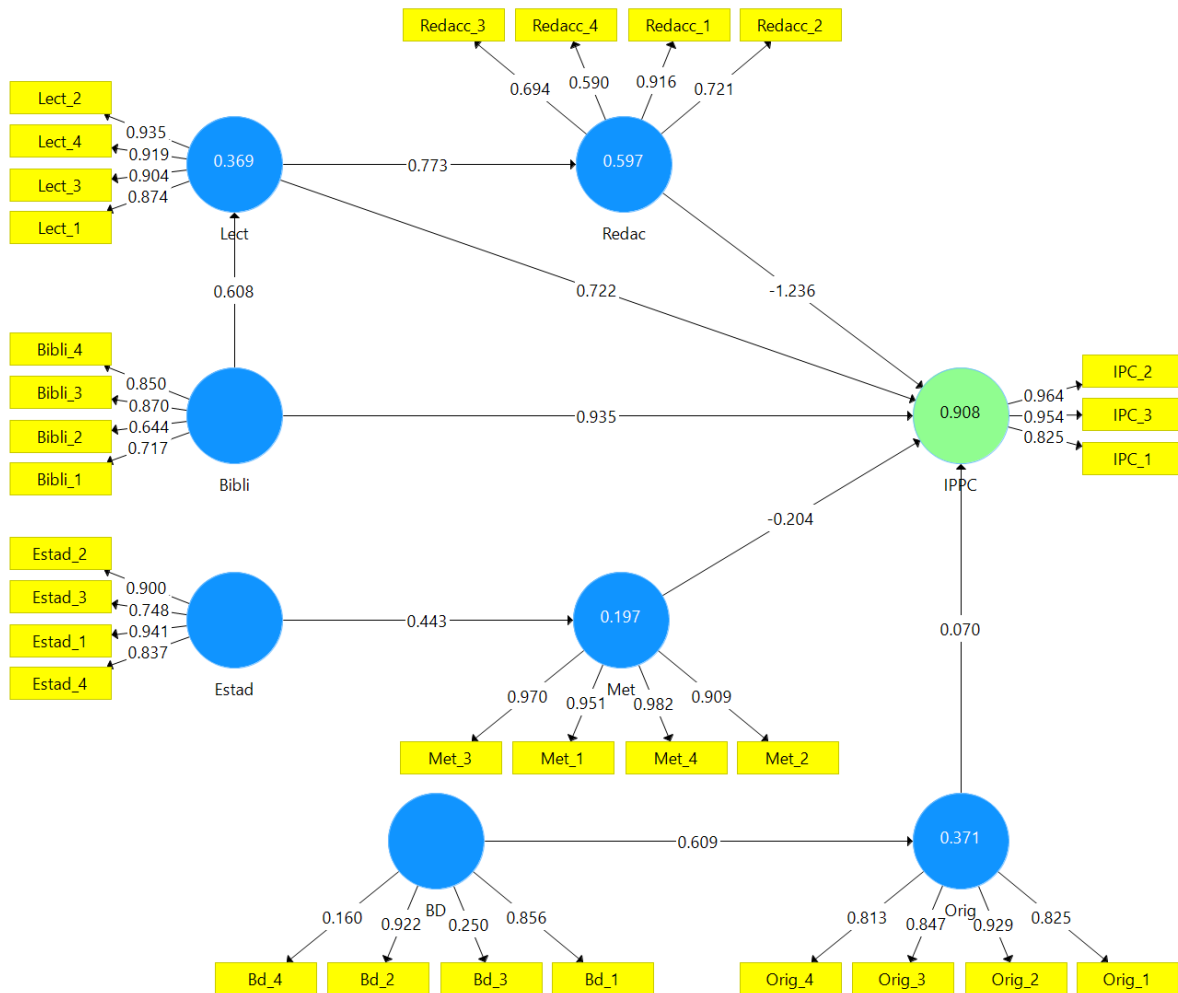 Redacc_3 Redacc_4 Redacc_1 Redacc_2
0.694 0.590 0.916 0.721
Lect_2
Lect_4
Lect_3
Lect_1
0.935
0.919
0.904
0.874
0.369
Lect
0.773
0.597
Redac
0.608
0.722
-1.236
Bibli_4
Bibli_3
Bibli_2
Bibli_1
0.850
0.870
0.644
0.717
Bibli
0.935
0.908
IPPC
0.964
0.954
0.825
IPC_2
IPC_3
IPC_1
-0.204
Estad_2
Estad_3
Estad_1
Estad_4
0.900
0.748
0.941
0.837
Estad
0.443
0.197
Met
0.070
0.970 0.951 0.982 0.909
Met_3 Met_1 Met_4 Met_2
BD
0.609
0.371
Orig
0.160 0.922 0.250 0.856
0.813 0.847 0.929 0.825
Bd_4 Bd_2 Bd_3 Bd_1
Orig_4 Orig_3 Orig_2 Orig_1